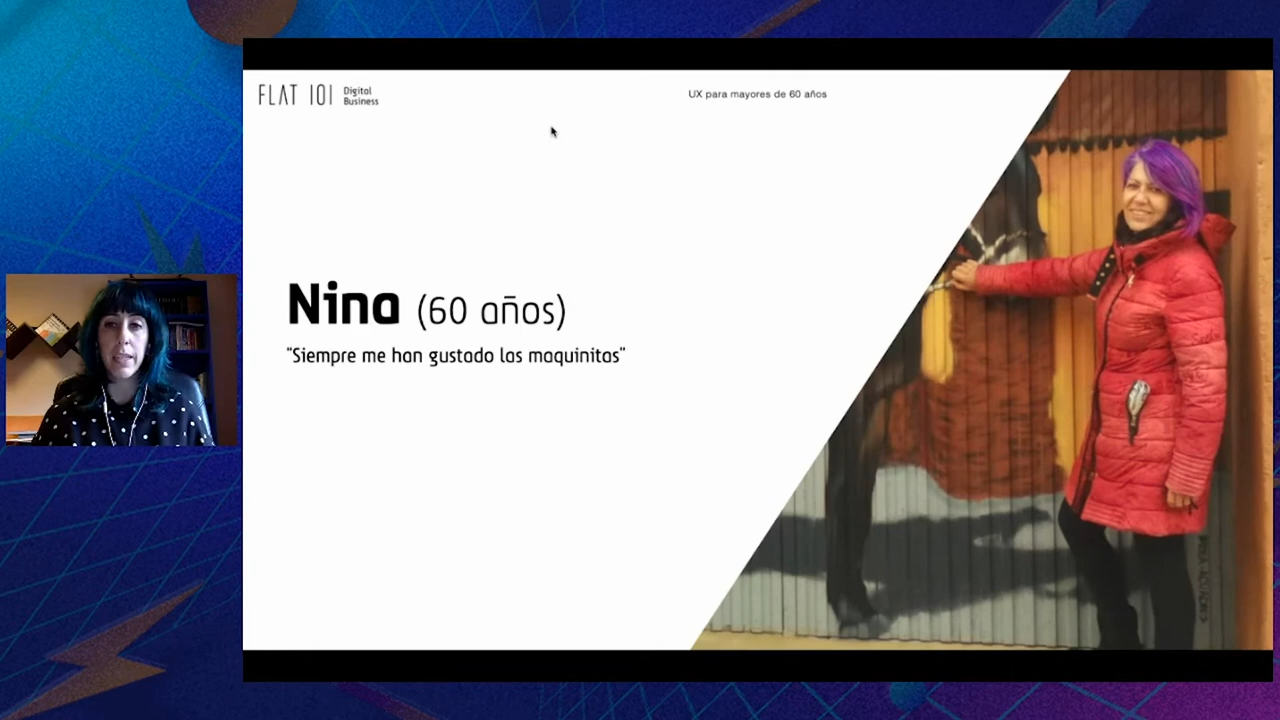 FLAT 101 Digital
Business
UX para mayores de 60 años
Nina (60 años)
"Siempre me han gustado las maquinitas"